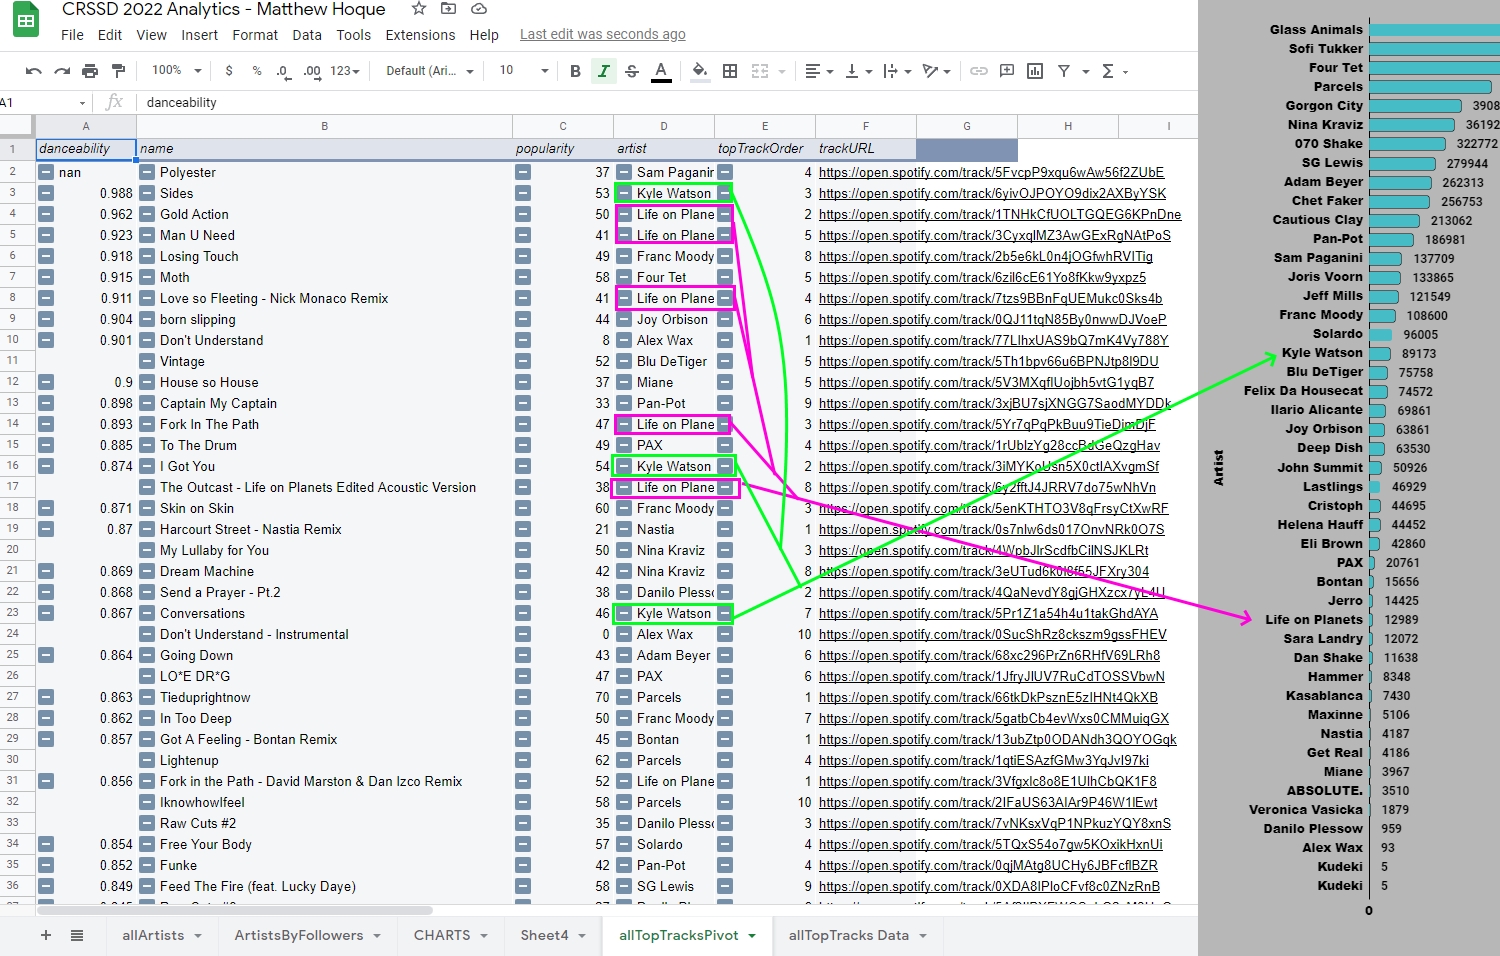 CRSSD 2022 Analytics - Matthew Hoque
File Edit View Insert Format Data Tools Extensions Help Last edit was seconds ago
100% $ % .0 .00 123 Default (Ari... 10 B I S A
A1 fx danceability
A B C D E F G H I
1 danceability name popularity artist topTrackOrder trackURL
2 nan Polyester 37 Sam Paganin 4 https://open.spotify.com/track/5FvcpP9xqu6wAw56f2ZUbE
3 0.988 Sides 53 Kyle Watson 3 https://open.spotify.com/track/6yivOJPOYO9dix2AXByYSK
4 0.962 Gold Action 50 Life on Plane 2 https://open.spotify.com/track/1TNHkCfUOLTGQEG6KPnDne
5 0.923 Man U Need 41 Life on Plane 5 https://open.spotify.com/track/3CyxqlMZ3AwGExRgNAtPoS
6 0.918 Losing Touch 49 Franc Moody 8 https://open.spotify.com/track/2b5e6kL0n4jOGfwhRVITig
7 0.915 Moth 58 Four Tet 5 https://open.spotify.com/track/6zil6cE61Yo8fKkw9yxpz5
8 0.911 Love so Fleeting - Nick Monaco Remix 41 Life on Plane 4 https://open.spotify.com/track/7tzs9BBnFqUEMukc0Sks4b
9 0.904 born slipping 44 Joy Orbison 6 https://open.spotify.com/track/0QJ11tqN85By0nwwDJVoeP
10 0.901 Don't Understand 8 Alex Wax 1 https://open.spotify.com/track/77LlhxUAS9bQ7mK4Vy788Y
11 Vintage 52 Blu DeTiger 5 https://open.spotify.com/track/5Th1bpv66u6BPNJtp8I9DU
12 0.9 House so House 37 Miane 5 https://open.spotify.com/track/5V3MXqflUojbh5vtG1yqB7
13 0.898 Captain My Captain 33 Pan-Pot 9 https://open.spotify.com/track/3xjBU7sjXNGG7SaodMYDDk
14 0.893 Fork In The Path 47 Life on Plane 3 https://open.spotify.com/track/5Yr7qPqPkBuu9TieDimDjF
15 0.885 To The Drum 49 PAX 4 https://open.spotify.com/track/1rUblzYg28ccBdGeQzgHav
16 0.874 I Got You 54 Kyle Watson 2 https://open.spotify.com/track/3iMYKoUsn5X0ctIAXvgmSf
17 The Outcast - Life on Planets Edited Acoustic Version 38 Life on Plane 8 https://open.spotify.com/track/6y2fftJ4JRRV7do75wNhVn
18 0.871 Skin on Skin 60 Franc Moody 3 https://open.spotify.com/track/5enKTHTO3V8qFrsyCtXwRF
19 0.87 Harcourt Street - Nastia Remix 21 Nastia 1 https://open.spotify.com/track/0s7nlw6ds017OnvNRk0O7S
20 My Lullaby for You 50 Nina Kraviz 3 https://open.spotify.com/track/4WpbJlrScdfbCiINSJKLRt
21 0.869 Dream Machine 42 Nina Kraviz 8 https://open.spotify.com/track/3eUTud6k0l8f55JFXry304
22 0.868 Send a Prayer - Pt.2 38 Danilo Plessc 2 https://open.spotify.com/track/4QaNevdY8gjGHXzcx7yL4U
23 0.867 Conversations 46 Kyle Watson 7 https://open.spotify.com/track/5Pr1Z1a54h4u1takGhdAYA
24 Don't Understand - Instrumental 0 Alex Wax 10 https://open.spotify.com/track/0SucShRz8ckszm9gssFHEV
25 0.864 Going Down 43 Adam Beyer 6 https://open.spotify.com/track/68xc296PrZn6RHfV69LRh8
26 LO*E DR*G 47 PAX 6 https://open.spotify.com/track/1JfryJIUV7RuCdTOSSVbwN
27 0.863 Tieduprightnow 70 Parcels 1 https://open.spotify.com/track/66tkDkPsznE5zIHNt4QkXB
28 0.862 In Too Deep 50 Franc Moody 7 https://open.spotify.com/track/5gatbCb4evWxs0CMMuiqGX
29 0.857 Got A Feeling - Bontan Remix 45 Bontan 1 https://open.spotify.com/track/13ubZtp0ODANdh3QOYOGqk
30 Lightenup 62 Parcels 4 https://open.spotify.com/track/1qtiESAzfGMw3YqJvI97ki
31 0.856 Fork in the Path - David Marston & Dan Izco Remix 52 Life on Plane 1 https://open.spotify.com/track/3Vfgxlc8o8E1UlhCbQK1F8
32 Iknowhowlfeel 58 Parcels 10 https://open.spotify.com/track/2IFaUS63AIAr9P46W1lEwt
33 Raw Cuts #2 35 Danilo Plessc 3 https://open.spotify.com/track/7vNKsxVqP1NPkuzYQY8xnS
34 0.854 Free Your Body 57 Solardo 4 https://open.spotify.com/track/5TQxS54o7gw5KOxikHxnUi
35 0.852 Funke 42 Pan-Pot 4 https://open.spotify.com/track/0qjMAtg8UCHy6JBFcflBZR
36 0.849 Feed The Fire (feat. Lucky Daye) 58 SG Lewis 9 https://open.spotify.com/track/0XDA8IPloCFvf8c0ZNzRnB
allArtists ArtistsByFollowers CHARTS Sheet4 allTopTracksPivot allTopTracks Data
Artist
Glass Animals
Sofi Tukker
Four Tet
Parcels
Gorgon City 3908
Nina Kraviz 36192
070 Shake 322772
SG Lewis 279944
Adam Beyer 262313
Chet Faker 256753
Cautious Clay 213062
Pan-Pot 186981
Sam Paganini 137709
Joris Voorn 133865
Jeff Mills 121549
Franc Moody 108600
Solardo 96005
Kyle Watson 89173
Blu DeTiger 75758
Felix Da Housecat 74572
Ilario Alicante 69861
Joy Orbison 63861
Deep Dish 63530
John Summit 50926
Lastlings 46929
Cristoph 44695
Helena Hauff 44452
Eli Brown 42860
PAX 20761
Bontan 15656
Jerro 14425
Life on Planets 12989
Sara Landry 12072
Dan Shake 11638
Hammer 8348
Kasablanca 7430
Maxinne 5106
Nastia 4187
Get Real 4186
Miane 3967
ABSOLUTE. 3510
Veronica Vasicka 1879
Danilo Plessow 959
Alex Wax 93
Kudeki 5
Kudeki 5
0